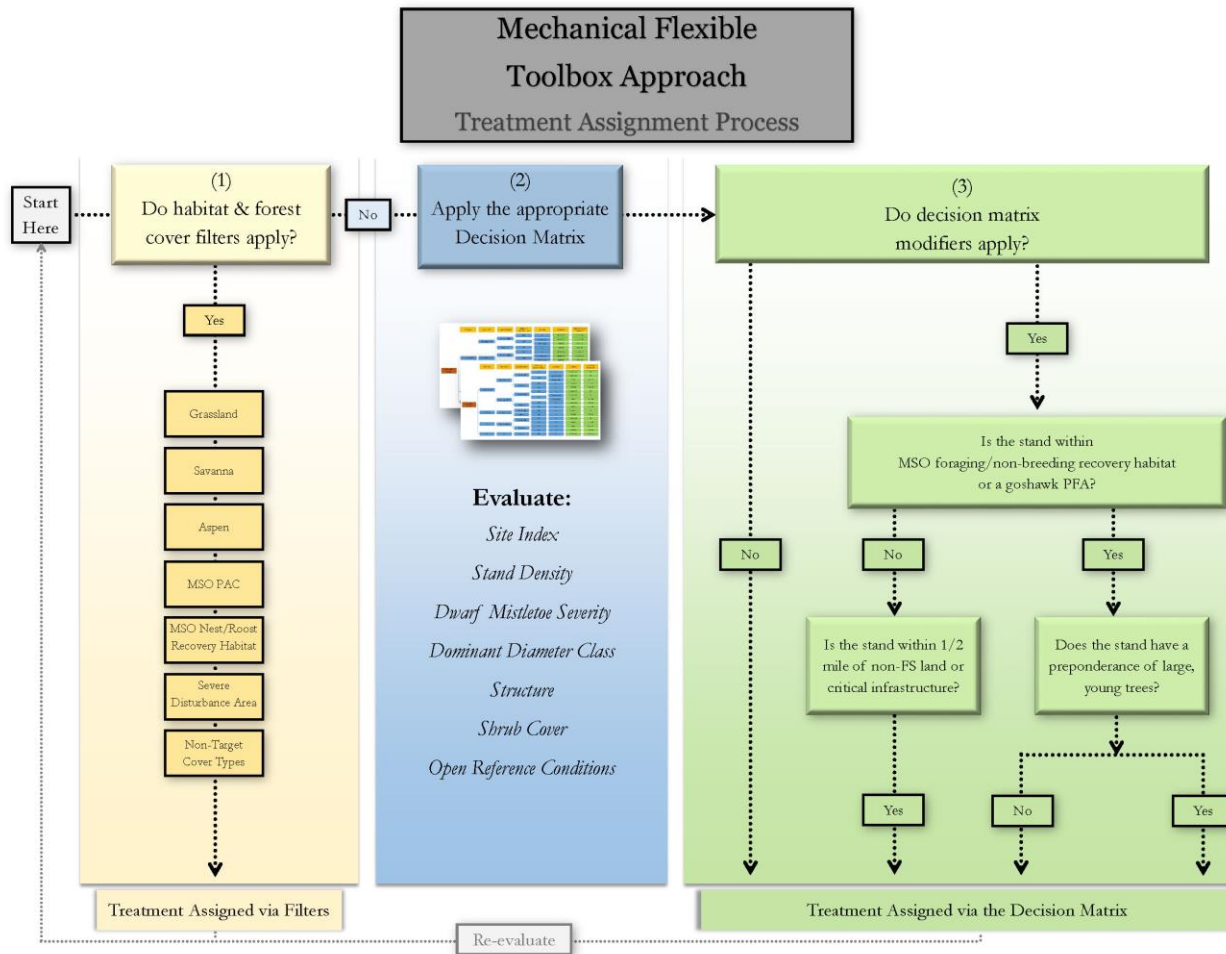 Mechanical Flexible
Toolbox Approach
Treatment Assignment Process
Start
Here
(1)
Do habitat & forest
cover filters apply?
No
(2)
Apply the appropriate
Decision Matrix
(3)
Do decision matrix
modifiers apply?
Yes
Grassland
Savanna
Aspen
MSO PAC
MSO Nest/Roost
Recovery Habitat
Severe
Disturbance Area
Non-Target
Cover Types
Evaluate:
Site Index
Stand Density
Dwarf Mistletoe Severity
Dominant Diameter Class
Structure
Shrub Cover
Open Reference Conditions
Yes
Is the stand within
MSO foraging/non-breeding recovery habitat
or a goshawk PFA?
No
No
Yes
Is the stand within 1/2
mile of non-FS land or
critical infrastructure?
Does the stand have a
preponderance of large,
young trees?
Yes
No
Yes
Treatment Assigned via Filters
Treatment Assigned via the Decision Matrix
Re-evaluate